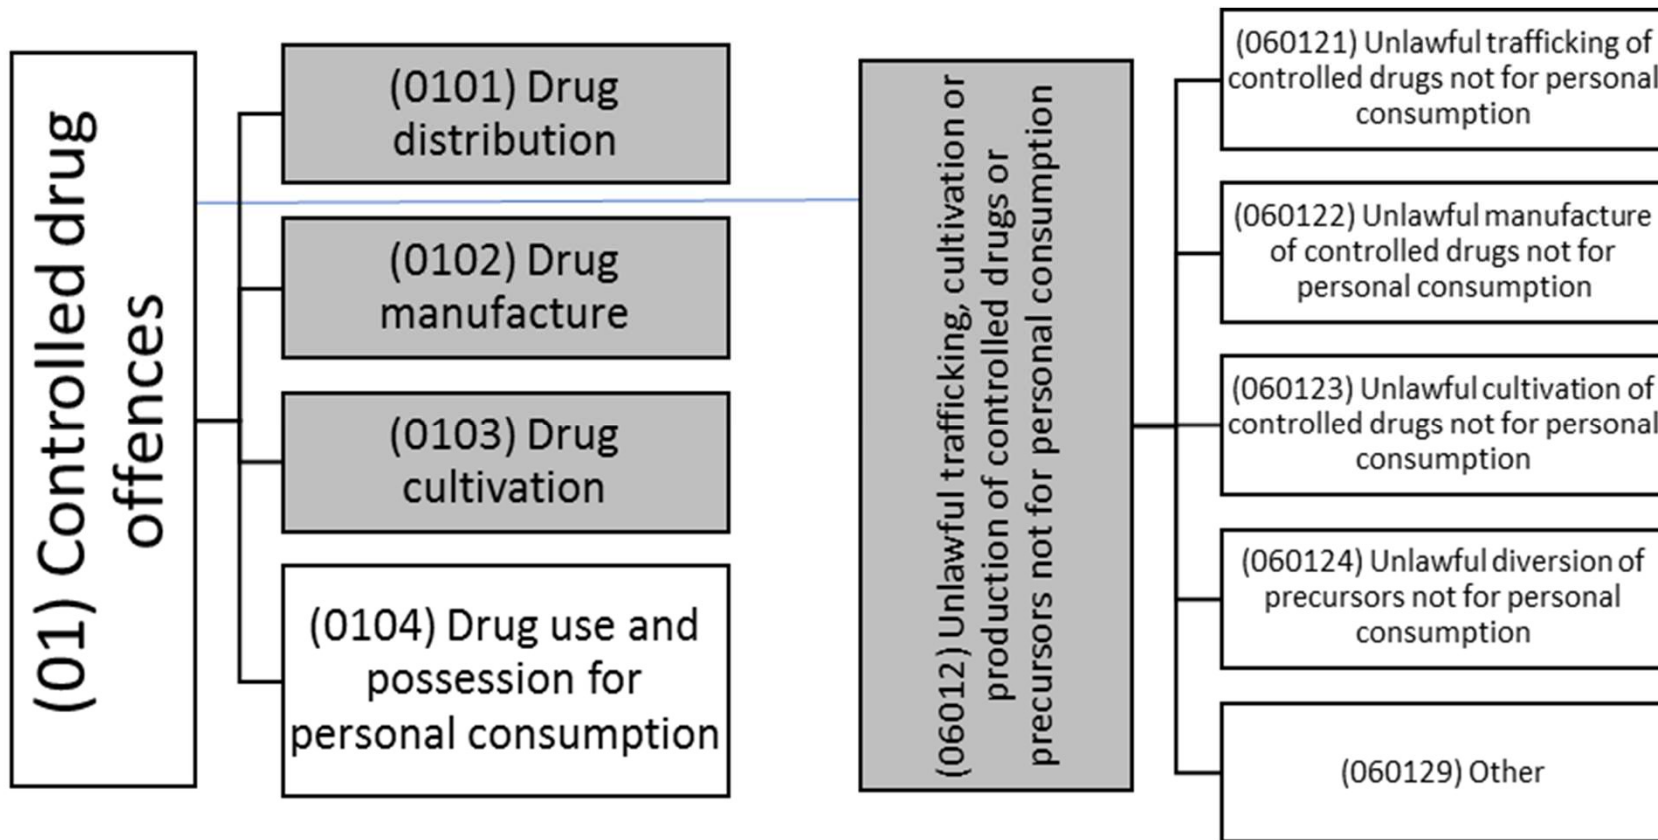 (01) Controlled drug
offences
(0101) Drug
distribution
(0102) Drug
manufacture
(0103) Drug
cultivation
(0104) Drug use and
possession for
personal consumption
(06012) Unlawful trafficking, cultivation or
production of controlled drugs or
precursors not for personal consumption
(060121) Unlawful trafficking of
controlled drugs not for personal
consumption
(060122) Unlawful manufacture
of controlled drugs not for
personal consumption
(060123) Unlawful cultivation of
controlled drugs not for personal
consumption
(060124) Unlawful diversion of
precursors not for personal
consumption
(060129) Other